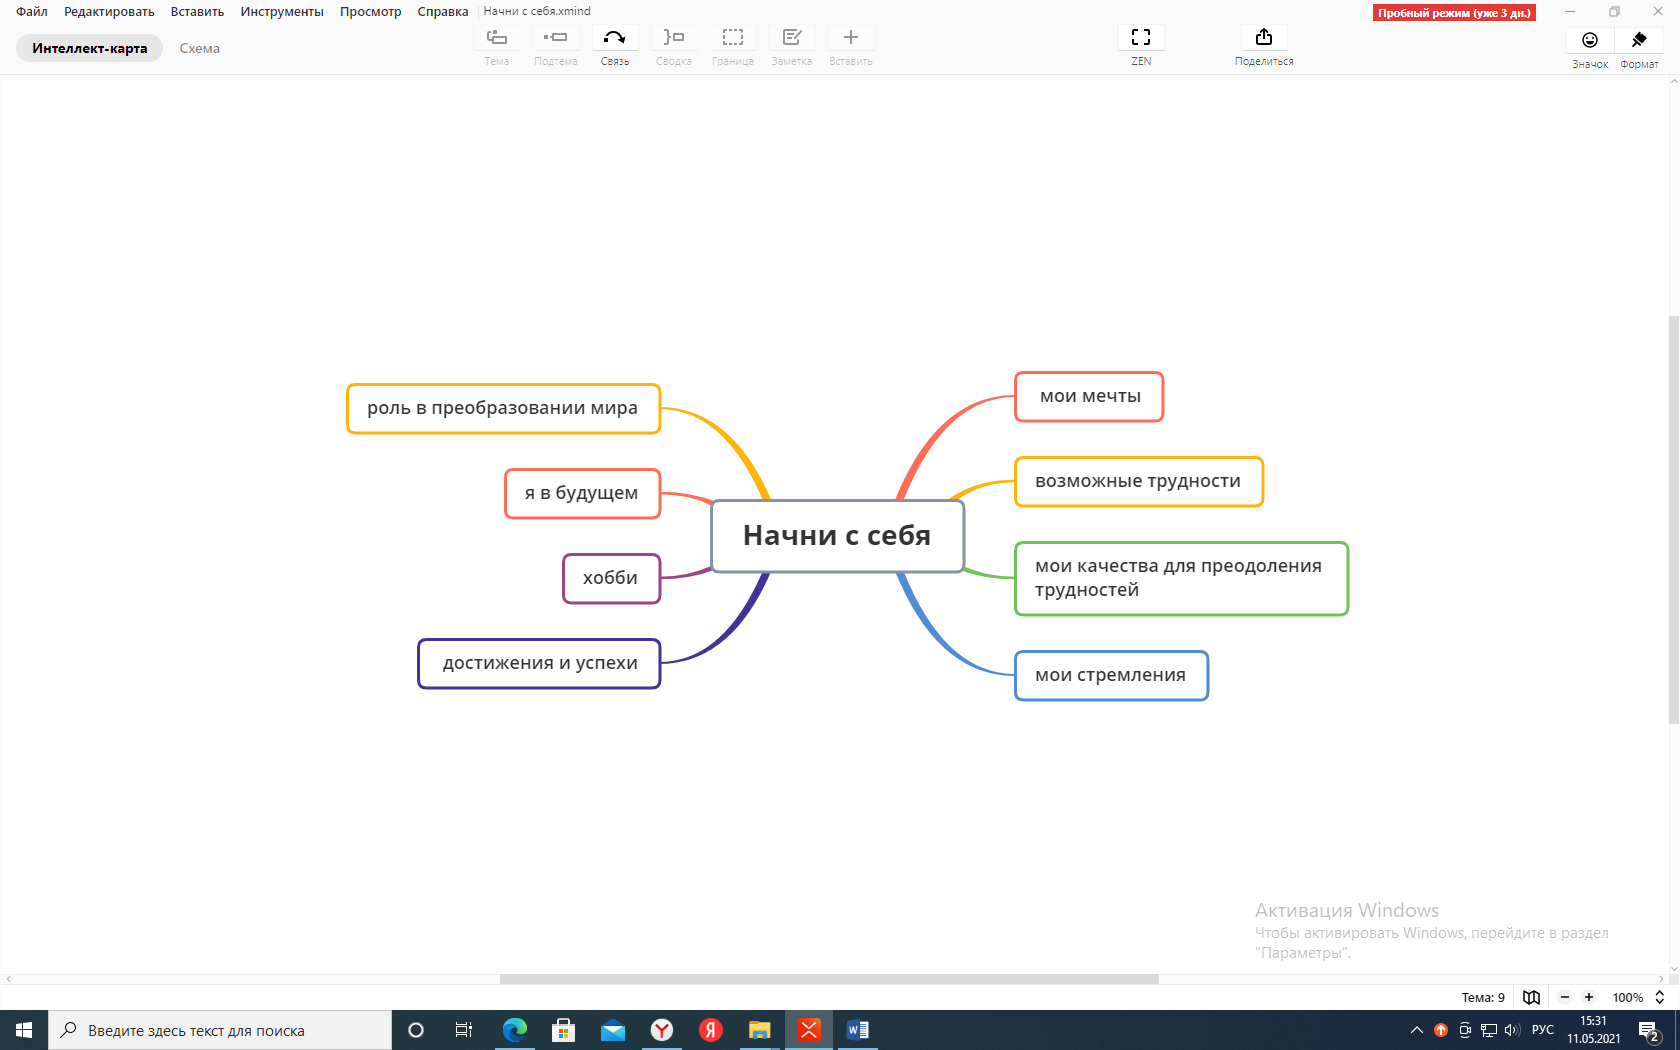 Файл Редактировать Вставить Инструменты Просмотр Справка Начни с себя.xmind
Пробный режим (уже 3 дн.)
Интеллект-карта Схема
Тема Подтема Связь Сводка Граница Заметка Вставить ZEN Поделиться Значок Формат
роль в преобразовании мира
я в будущем
хобби
достижения и успехи
Начни с себя
мои мечты
возможные трудности
мои качества для преодоления
трудностей
мои стремления
Активация Windows
Чтобы активировать Windows, перейдите в раздел
"Параметры".
Тема: 9 100%
Введите здесь текст для поиска
РУС
15:31
11.05.2021
2